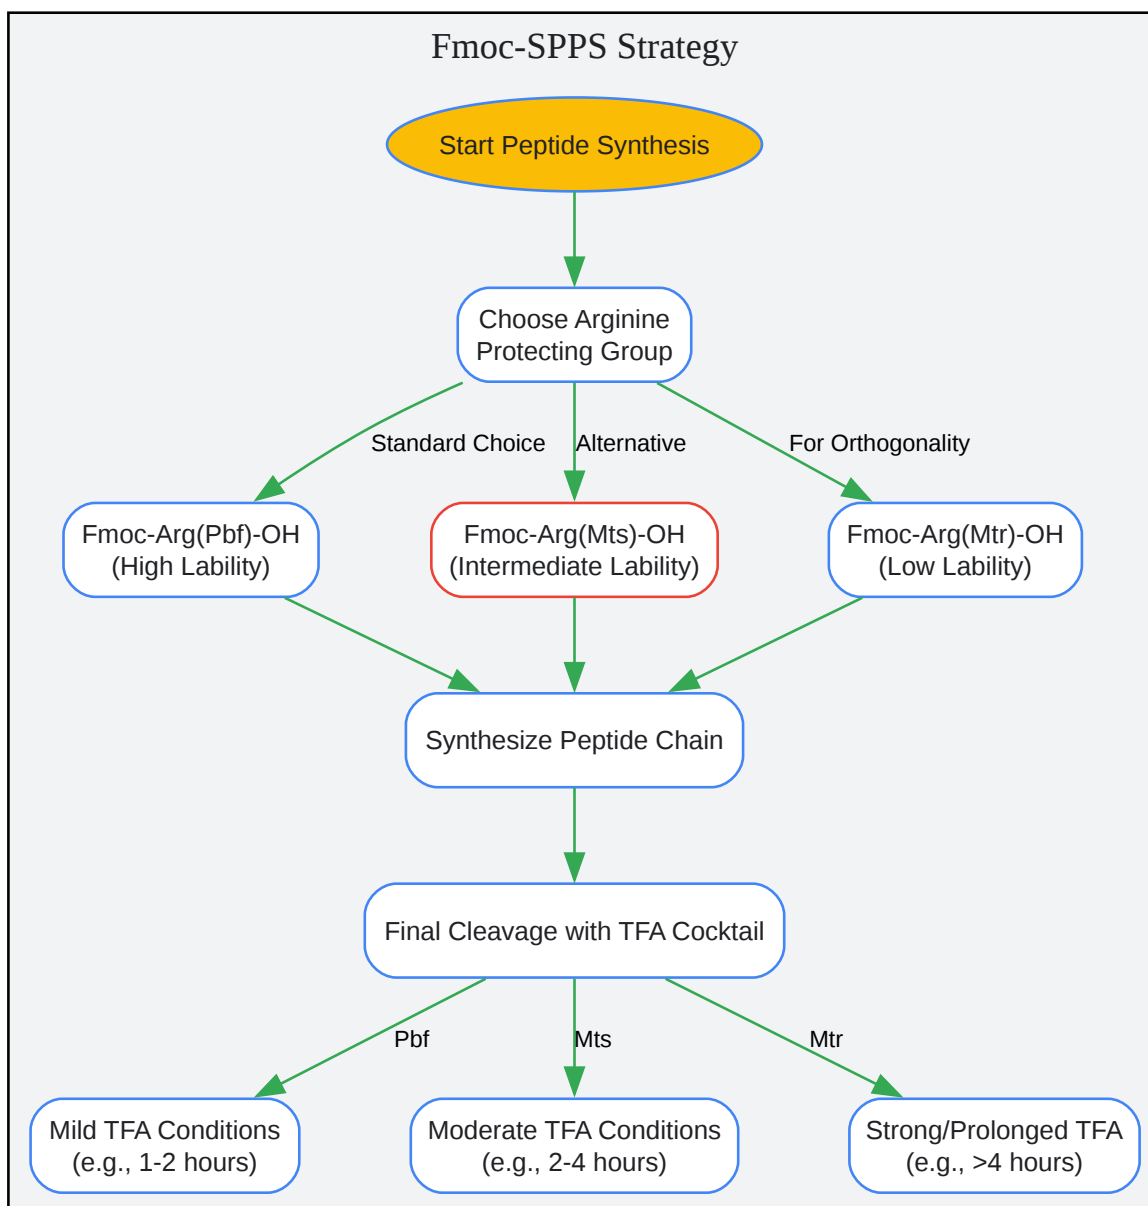 Fmoc-SPPS Strategy
Start Peptide Synthesis
Choose Arginine
Protecting Group
Standard Choice
Alternative
For Orthogonality
Fmoc-Arg(Pbf)-OH
(High Lability)
Fmoc-Arg(Mts)-OH
(Intermediate Lability)
Fmoc-Arg(Mtr)-OH
(Low Lability)
Synthesize Peptide Chain
Final Cleavage with TFA Cocktail
Pbf
Mts
Mtr
Mild TFA Conditions
(e.g., 1-2 hours)
Moderate TFA Conditions
(e.g., 2-4 hours)
Strong/Prolonged TFA
(e.g., >4 hours)